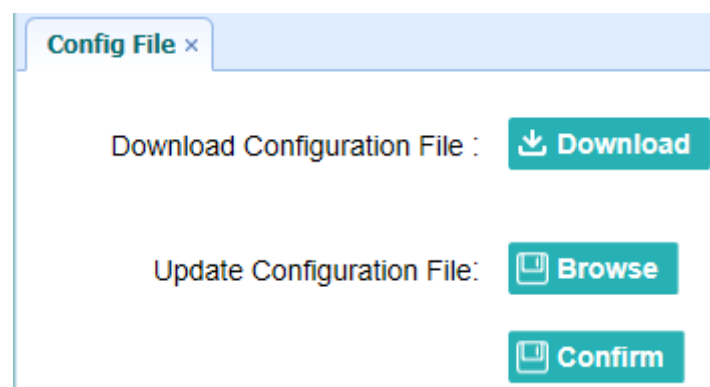 Config File ×
Download Configuration File : Download
Update Configuration File: Browse
Confirm